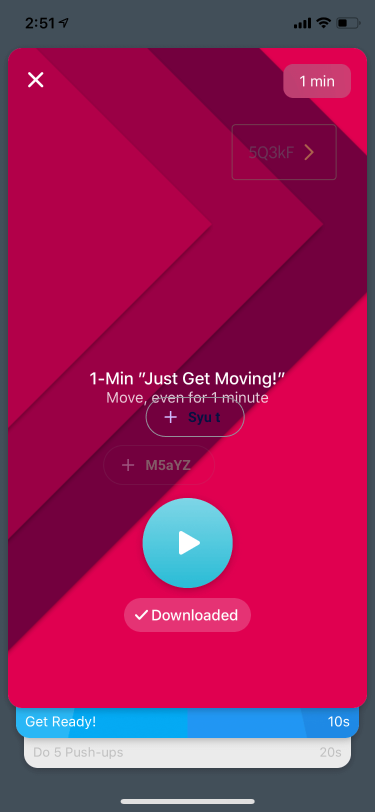 2:51
1 min
5Q3kF
1-Min "Just Get Moving!"
Move, even for 1 minute
+ Syu t
+ M5aYZ
Downloaded
Get Ready! 10s
Do 5 Push-ups 20s